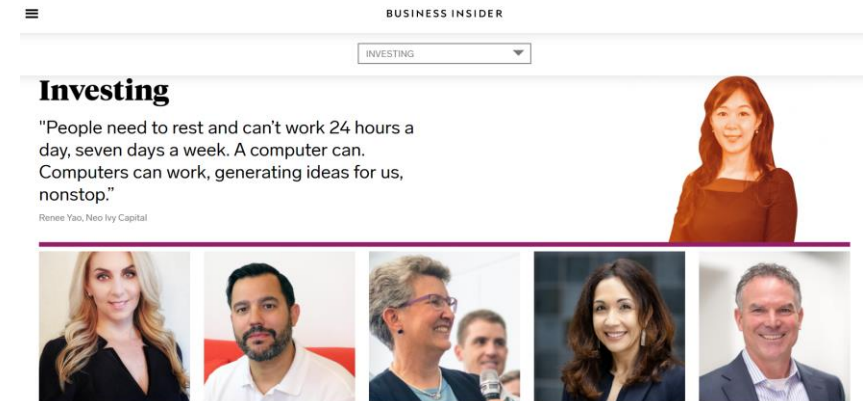 BUSINESS INSIDER
INVESTING
Investing
"People need to rest and can't work 24 hours a
day, seven days a week. A computer can.
Computers can work, generating ideas for us,
nonstop.”
Renee Yao, Neo Ivy Capital